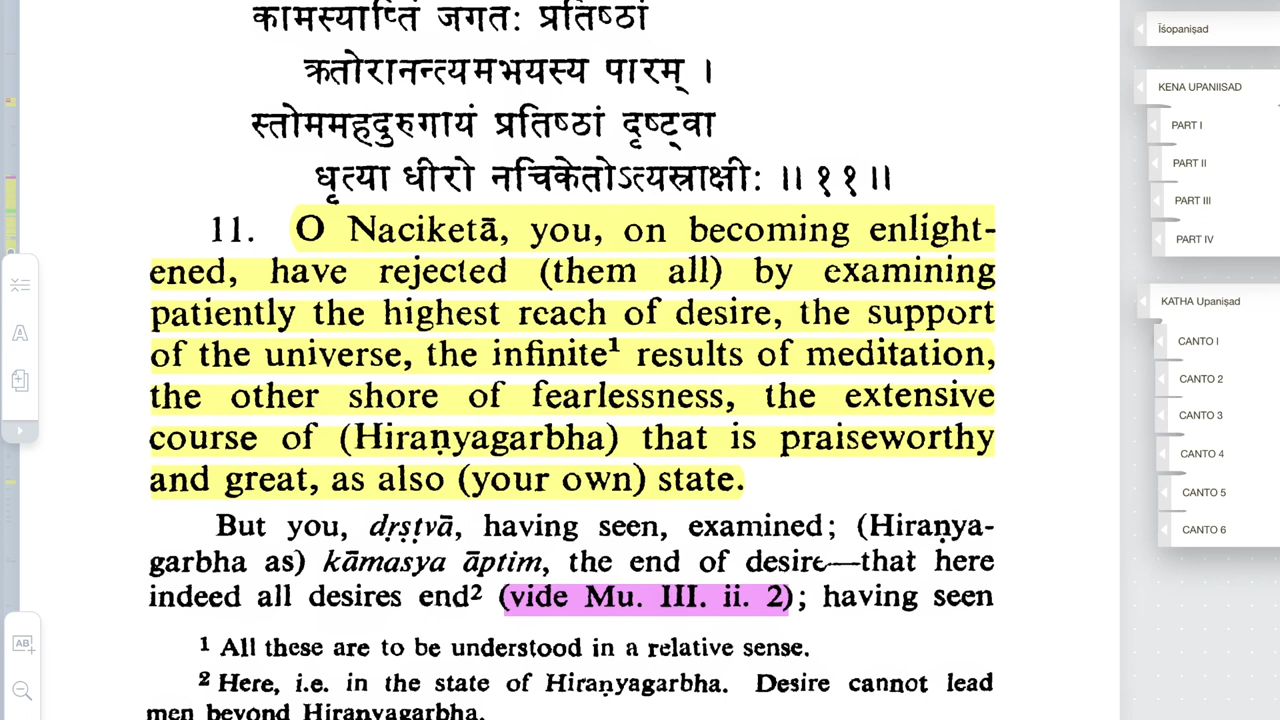 कामस्याप्तिं जगतः प्रतिष्ठां
क्रतोरानन्त्यमभयस्य पारम् ।
स्तोममहदुरुगायं प्रतिष्ठां दृष्ट्वा
धृत्या धीरो नचिकेतोऽत्यस्राक्षीः ॥ ११॥
11. O Naciketā, you, on becoming enlight-
ened, have rejected (them all) by examining
patiently the highest reach of desire, the support
of the universe, the infinite¹ results of meditation,
the other shore of fearlessness, the extensive
course of (Hiraṇyagarbha) that is praiseworthy
and great, as also (your own) state.
But you, dṛṣṭvā, having seen, examined; (Hiraṇya-
garbha as) kāmasya āptim, the end of desire—that here
indeed all desires end² (vide Mu. III. ii. 2); having seen
¹ All these are to be understood in a relative sense.
² Here, i.e. in the state of Hiraṇyagarbha. Desire cannot lead
men beyond Hiraṇyagarbha.
Īśopaniṣad
KENA UPANIISAD
PART I
PART II
PART III
PART IV
KATHA Upaniṣad
CANTO I
CANTO 2
CANTO 3
CANTO 4
CANTO 5
CANTO 6
A
AB